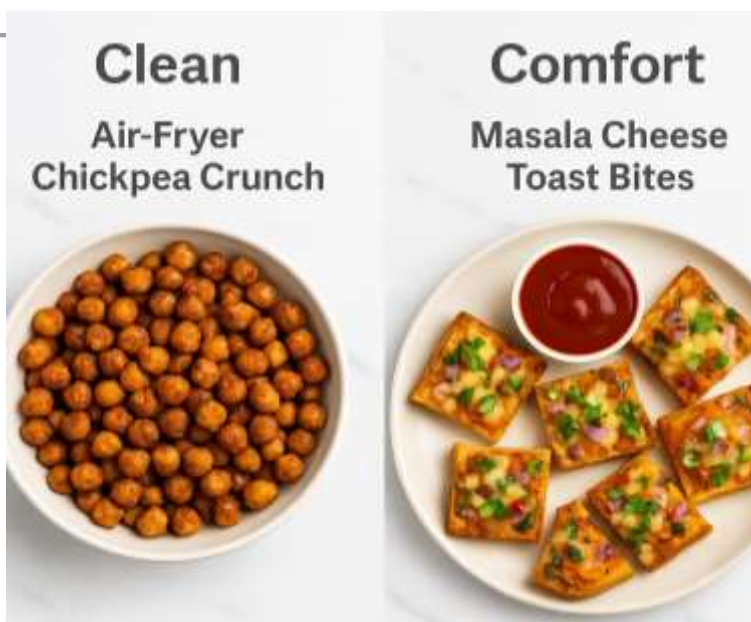 Clean
Air-Fryer
Chickpea Crunch
Comfort
Masala Cheese
Toast Bites